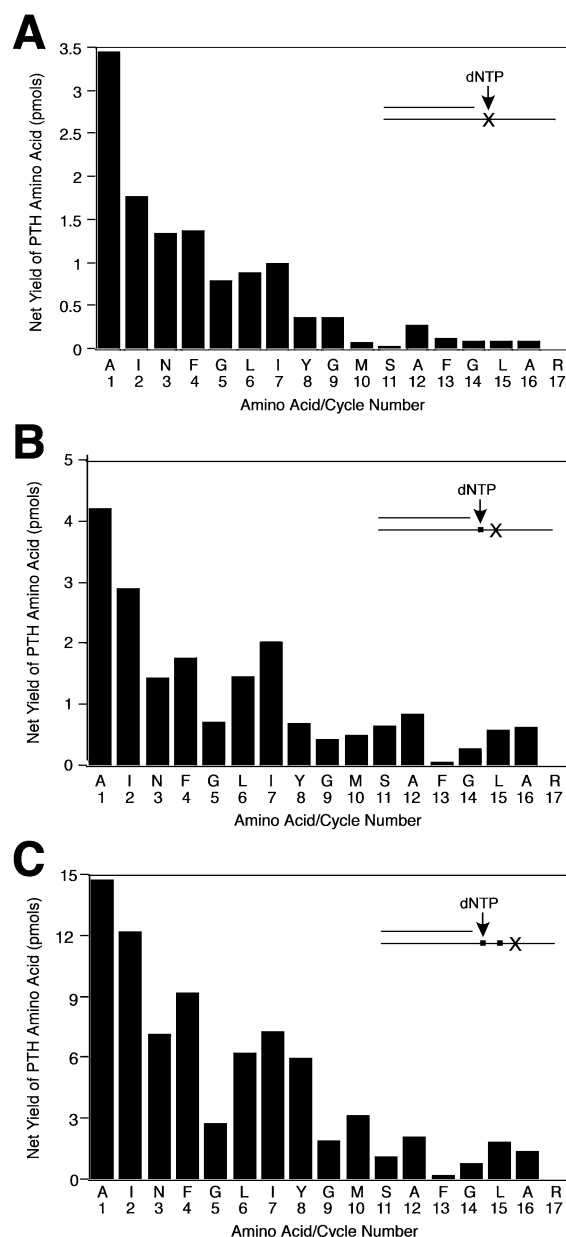 A
Net Yield of PTH Amino Acid (pmols)
3.5
3
2.5
2
1.5
1
0.5
0
dNTP
X
A I N F G L I Y G M S A F G L A R
1 2 3 4 5 6 7 8 9 10 11 12 13 14 15 16 17
Amino Acid/Cycle Number
B
Net Yield of PTH Amino Acid (pmols)
5
4
3
2
1
0
dNTP
X
A I N F G L I Y G M S A F G L A R
1 2 3 4 5 6 7 8 9 10 11 12 13 14 15 16 17
Amino Acid/Cycle Number
C
Net Yield of PTH Amino Acid (pmols)
15
12
9
6
3
0
dNTP
X
A I N F G L I Y G M S A F G L A R
1 2 3 4 5 6 7 8 9 10 11 12 13 14 15 16 17
Amino Acid/Cycle Number